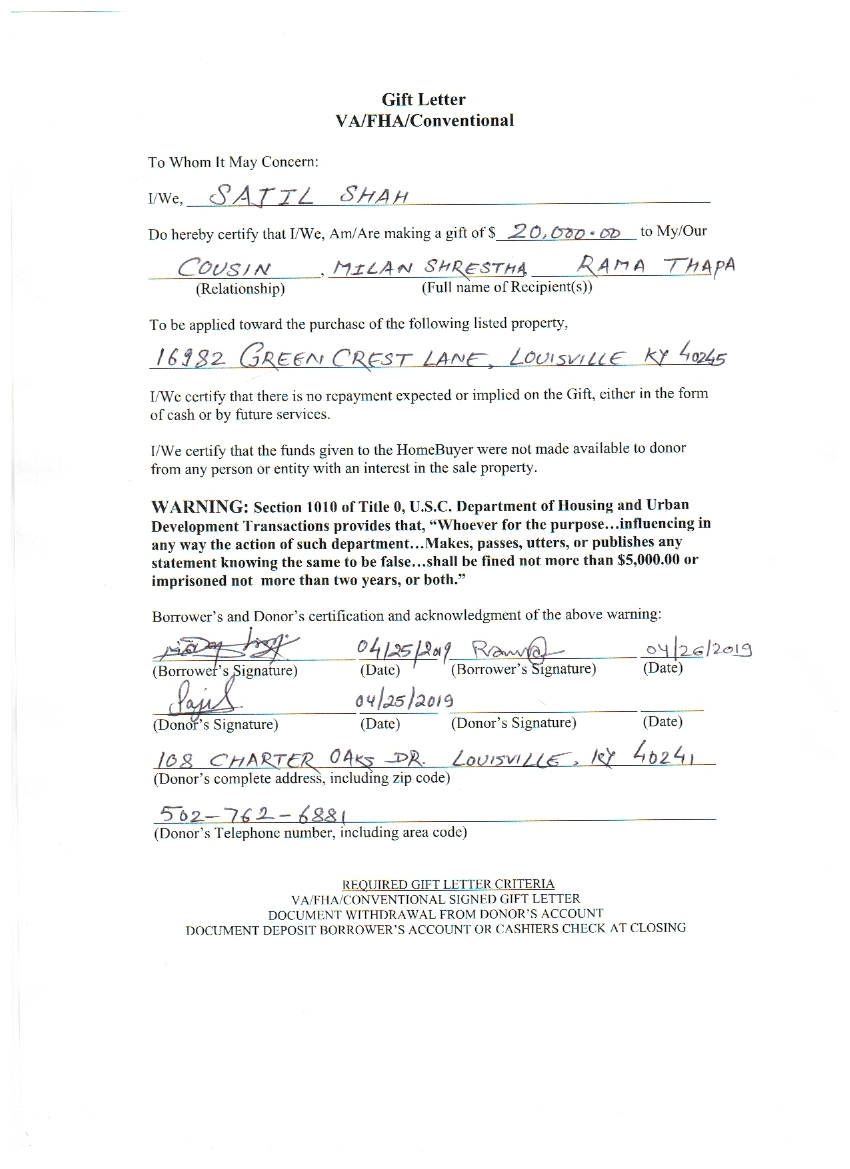 Gift Letter
VA/FHA/Conventional
To Whom It May Concern:
I/We, SATIL SHAH
Do hereby certify that I/We, Am/Are making a gift of $ 20,000.00 to My/Our
COUSIN , MILAN SHRESTHA RAMA THAPA
(Relationship) (Full name of Recipient(s))
To be applied toward the purchase of the following listed property,
16982 GREEN CREST LANE, LOUISVILLE KY 40245
I/We certify that there is no repayment expected or implied on the Gift, either in the form
of cash or by future services.
I/We certify that the funds given to the HomeBuyer were not made available to donor
from any person or entity with an interest in the sale property.
WARNING: Section 1010 of Title 0, U.S.C. Department of Housing and Urban
Development Transactions provides that, “Whoever for the purpose…influencing in
any way the action of such department…Makes, passes, utters, or publishes any
statement knowing the same to be false…shall be fined not more than $5,000.00 or
imprisoned not more than two years, or both.”
Borrower’s and Donor’s certification and acknowledgment of the above warning:
04/25/2019 04/26/2019
(Borrower’s Signature) (Date) (Borrower’s Signature) (Date)
04/25/2019
(Donor’s Signature) (Date) (Donor’s Signature) (Date)
108 CHARTER OAKS DR. LOUISVILLE, KY 40241
(Donor’s complete address, including zip code)
502-762-6881
(Donor’s Telephone number, including area code)
REQUIRED GIFT LETTER CRITERIA
VA/FHA/CONVENTIONAL SIGNED GIFT LETTER
DOCUMENT WITHDRAWAL FROM DONOR’S ACCOUNT
DOCUMENT DEPOSIT BORROWER’S ACCOUNT OR CASHIERS CHECK AT CLOSING